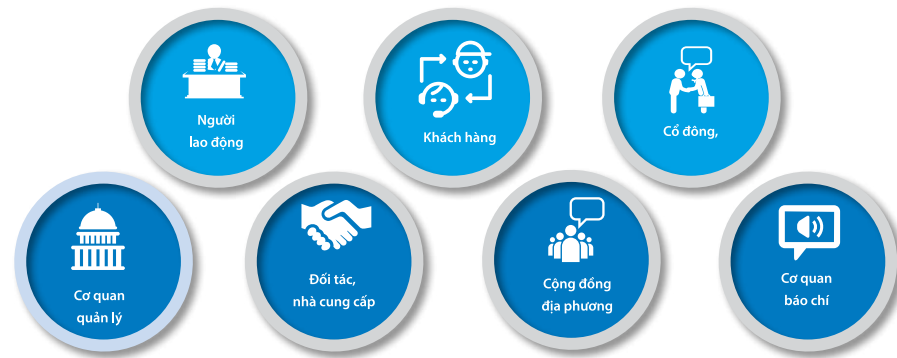 Người
lao động
Khách hàng
Cổ đông,
Cơ quan
quản lý
Đối tác,
nhà cung cấp
Cộng đồng
địa phương
Cơ quan
báo chí